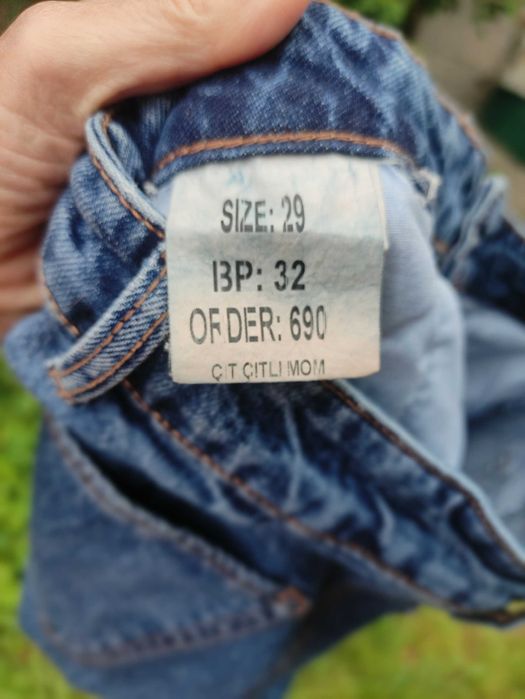 SIZE: 29
BP: 32
ORDER: 690
ÇIT ÇITLI MOM